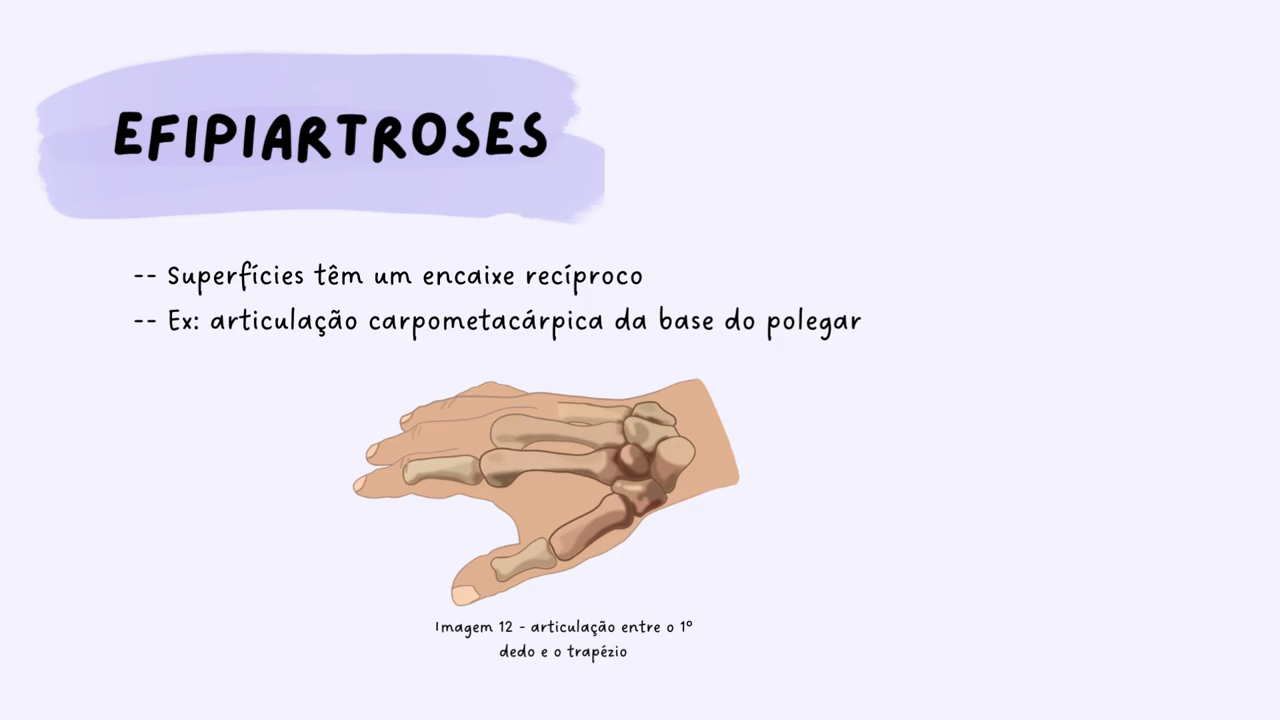 EFIPIARTROSES
-- Superfícies têm um encaixe recíproco
-- Ex: articulação carpometacárpica da base do polegar
Imagem 12 - articulação entre o 1º
dedo e o trapézio